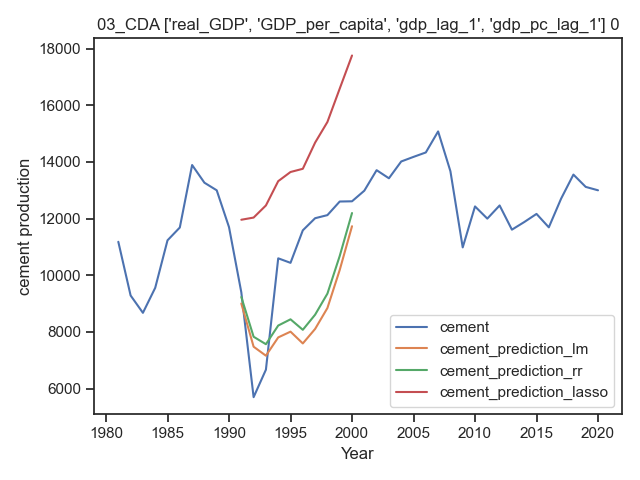 03_CDA ['real_GDP', 'GDP_per_capita', 'gdp_lag_1', 'gdp_pc_lag_1'] 0
18000
16000
14000
12000
10000
8000
6000
cement production
cement
cement_prediction_lm
cement_prediction_rr
cement_prediction_lasso
1980 1985 1990 1995 2000 2005 2010 2015 2020
Year